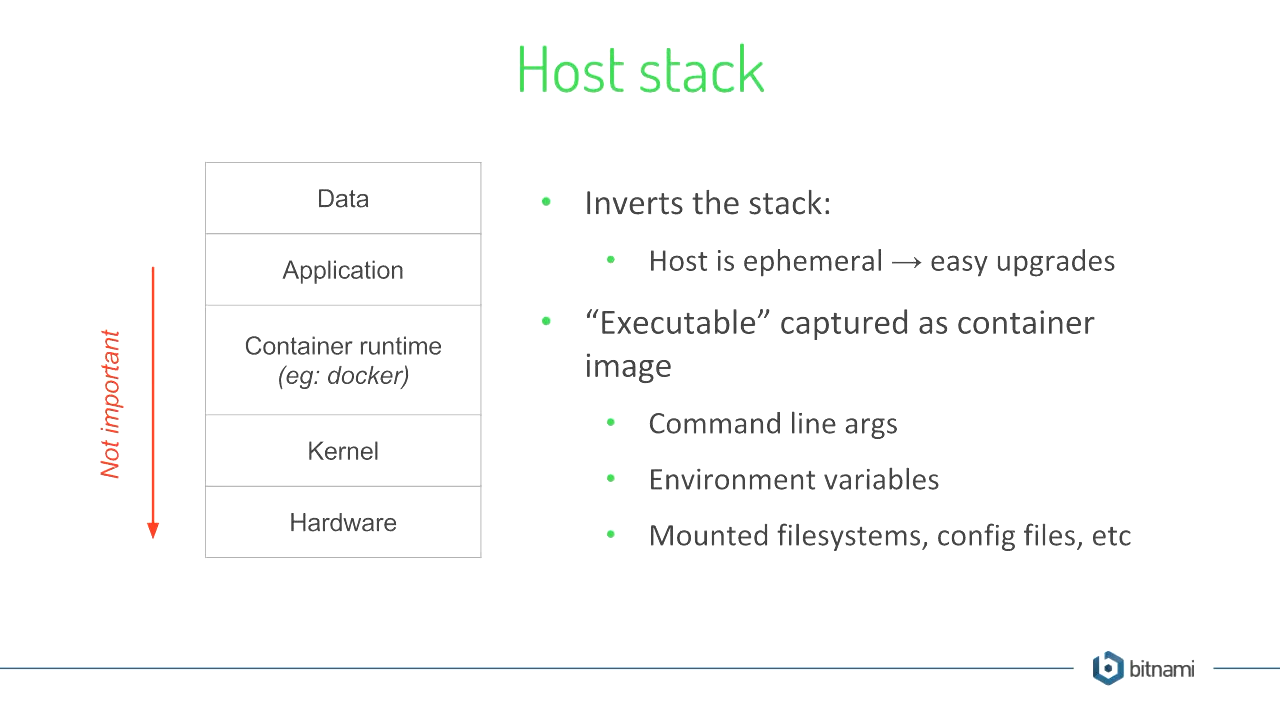 Host stack
Not important
Data
Application
Container runtime
(eg: docker)
Kernel
Hardware
• Inverts the stack:
• Host is ephemeral → easy upgrades
• “Executable” captured as container
image
• Command line args
• Environment variables
• Mounted filesystems, config files, etc
bitnami